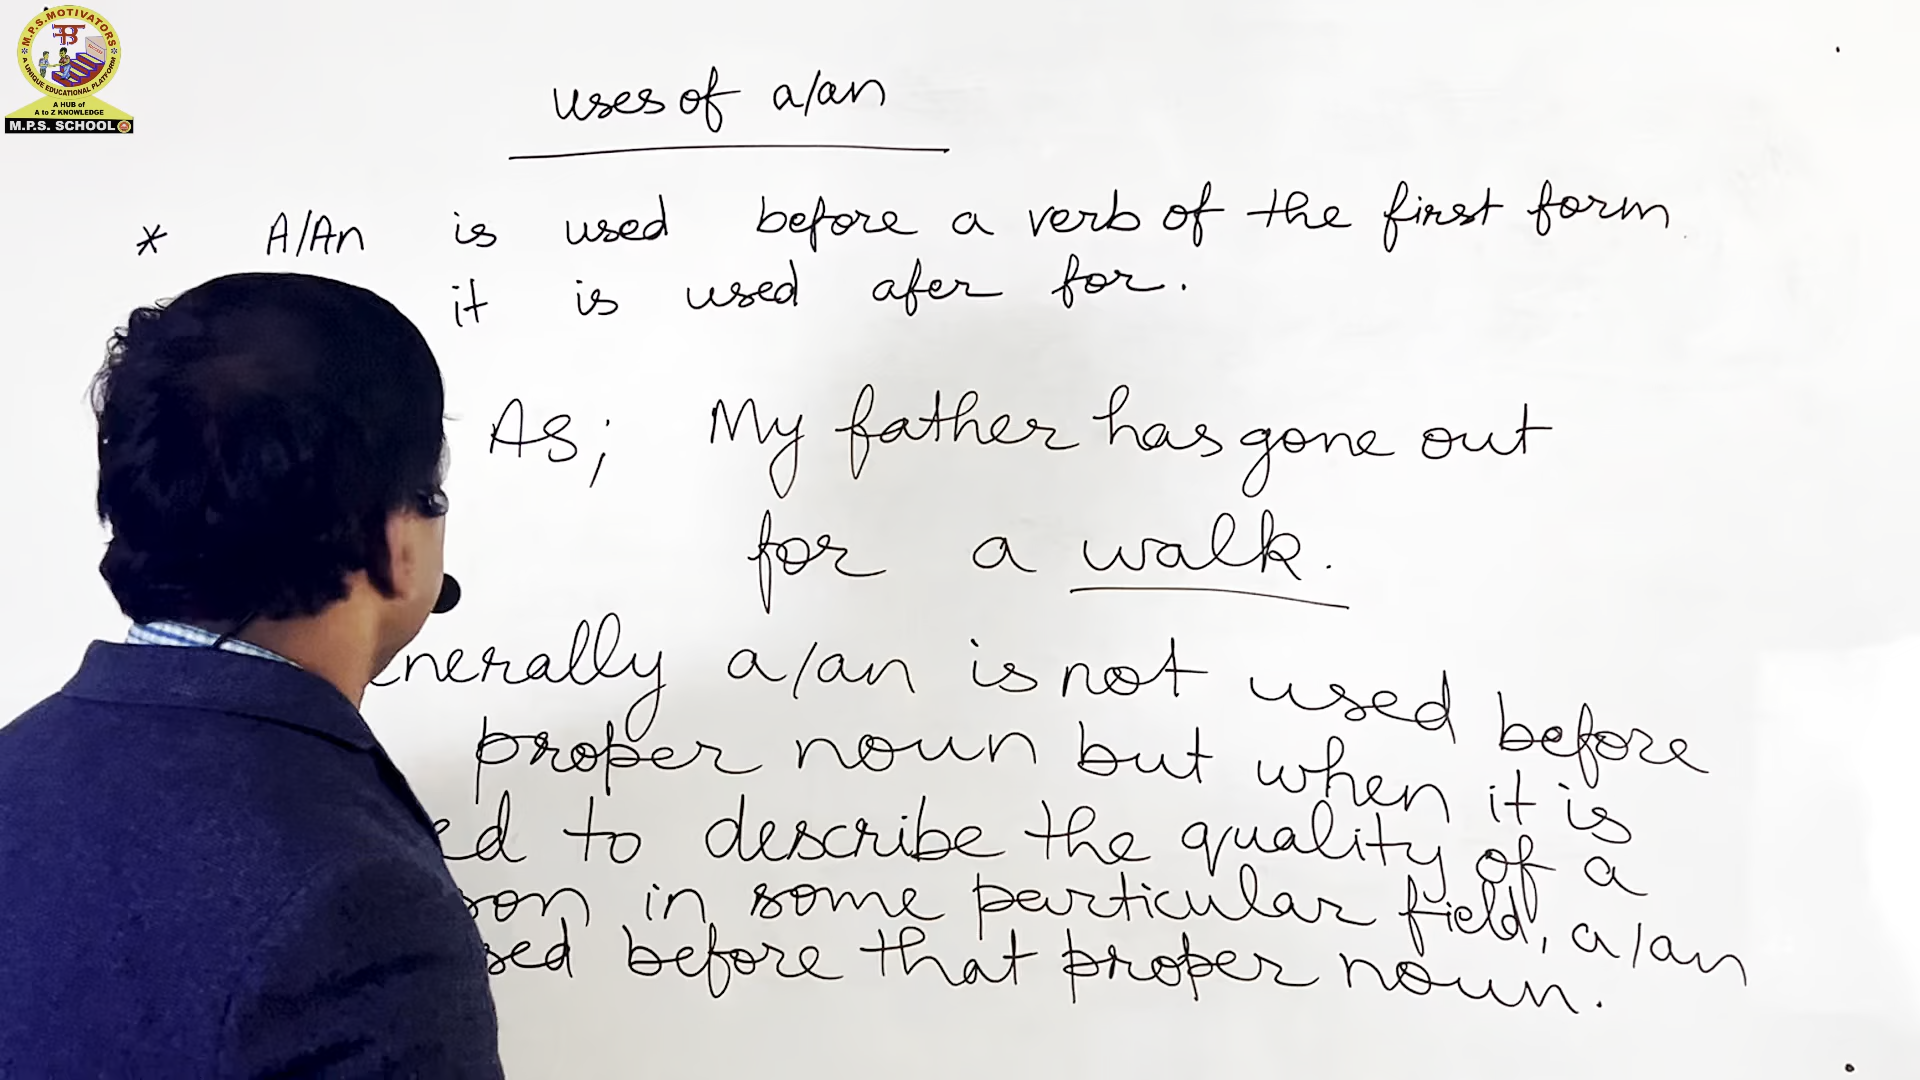 M.P.S.MOTIVATORS
A UNIQUE EDUCATIONAL PLATFORM
A HUB of
A to Z KNOWLEDGE
M.P.S. SCHOOL
uses of a/an
* A/An is used before a verb of the first form
it is used afer for.
As; My father has gone out
for a walk.
enerally a/an is not used before
proper noun but when it is
ed to describe the quality of a
son in some particular field, a/an
sed before that proper noun.